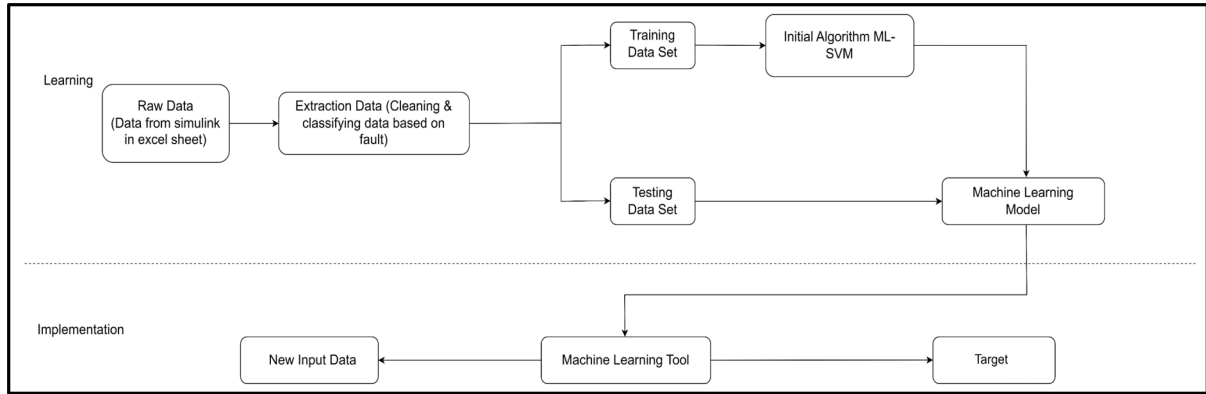 Learning
Raw Data
(Data from simulink
in excel sheet)
Extraction Data (Cleaning &
classifying data based on
fault)
Training
Data Set
Initial Algorithm ML-
SVM
Testing
Data Set
Machine Learning
Model
Implementation
New Input Data
Machine Learning Tool
Target